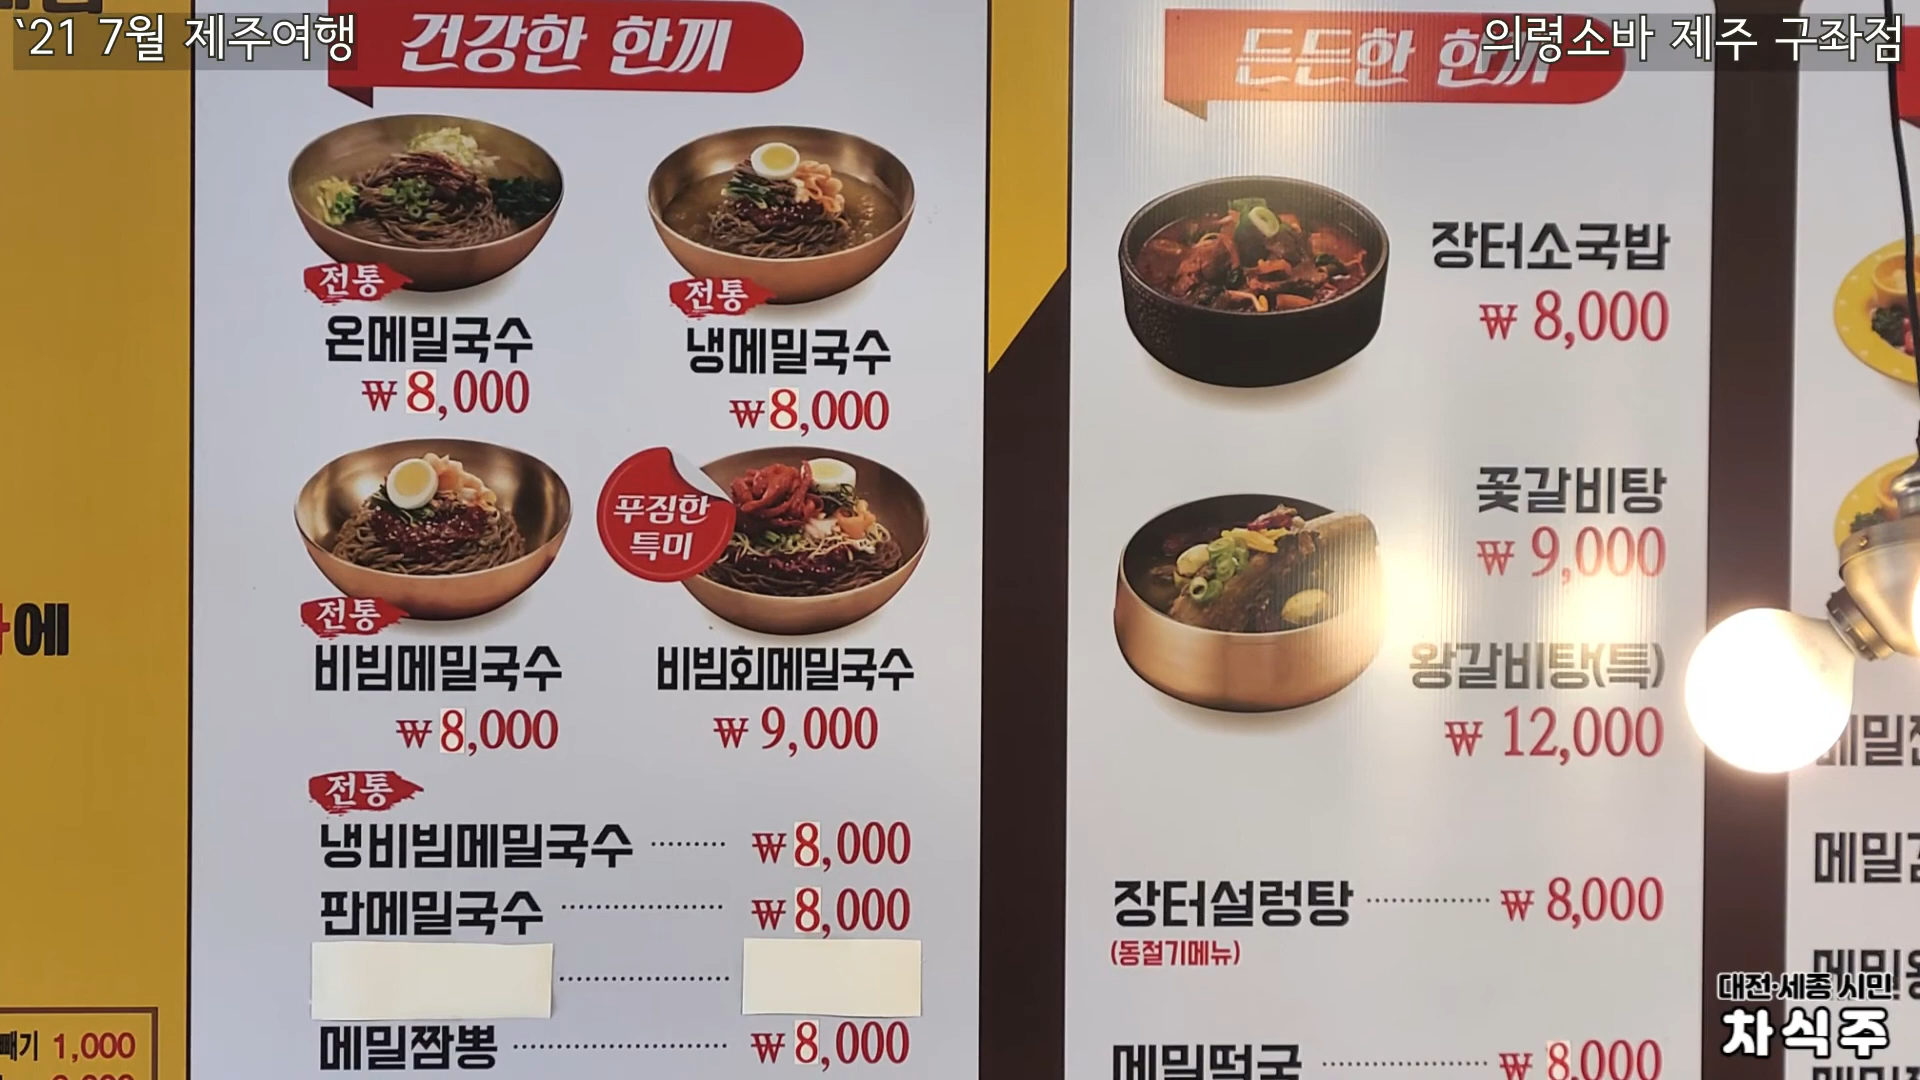 `21 7월 제주여행
의령소바 제주 구좌점
건강한 한끼
전통
온메밀국수
₩8,000
전통
냉메밀국수
₩8,000
전통
비빔메밀국수
₩8,000
푸짐한
특미
비빔회메밀국수
₩9,000
전통
냉비빔메밀국수 ₩8,000
판메밀국수 ₩8,000
메밀짬뽕 ₩8,000
든든한 한끼
장터소국밥
₩8,000
꽃갈비탕
₩9,000
왕갈비탕(특)
₩12,000
장터설렁탕 ₩8,000
(동절기메뉴)
메밀떡국 ₩8,000
에
빼기 1,000
메밀
메밀
대전·세종 시민
차식주